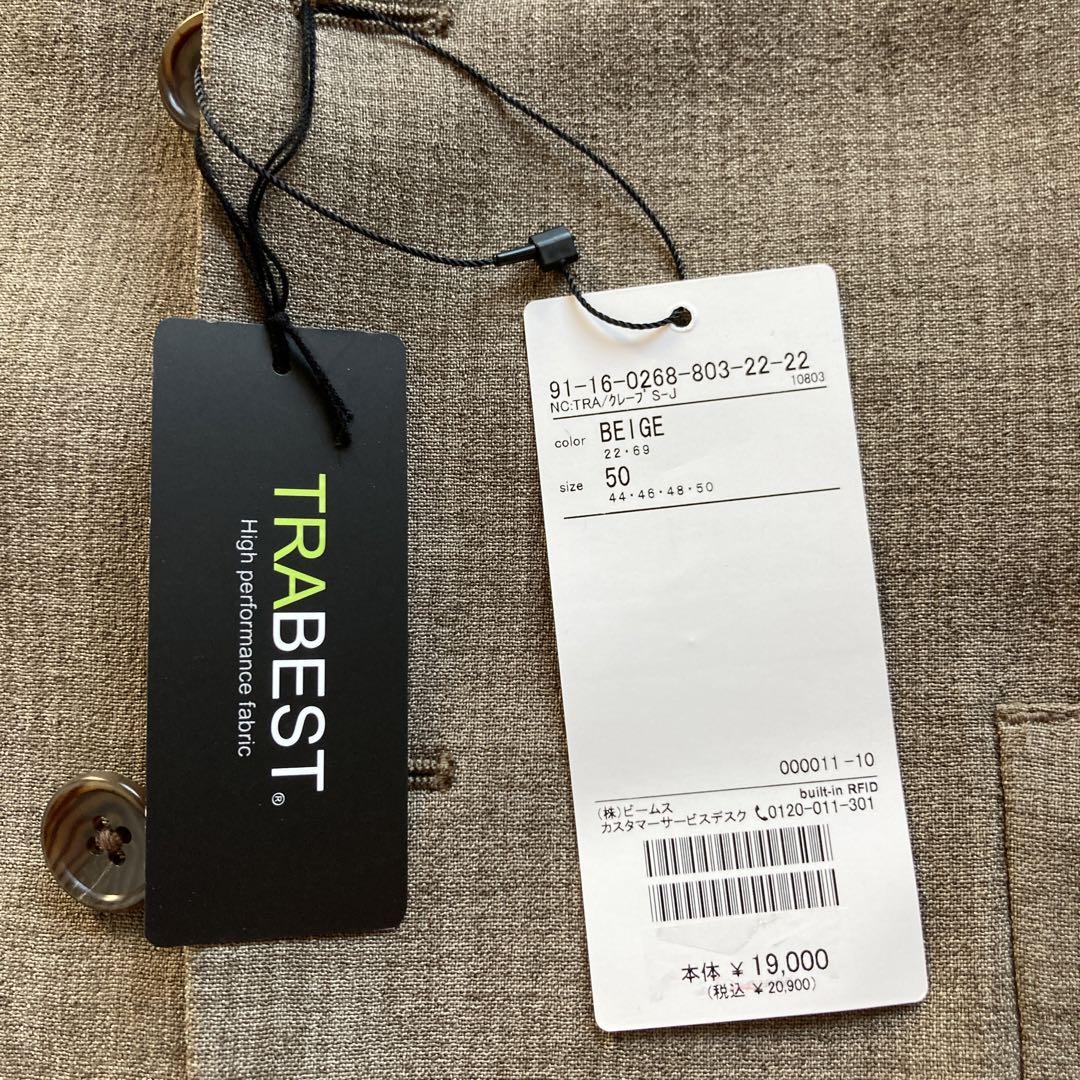 TRABEST®
High performance fabric
91-16-0268-803-22-22
NC:TRA/ｸﾚｰﾌﾟ S-J 10803
color BEIGE
22・69
size 50
44・46・48・50
000011-10
built-in RFID
(株)ビームス
カスタマーサービスデスク 0120-011-301
本体 ¥ 19,000
(税込 ¥ 20,900)